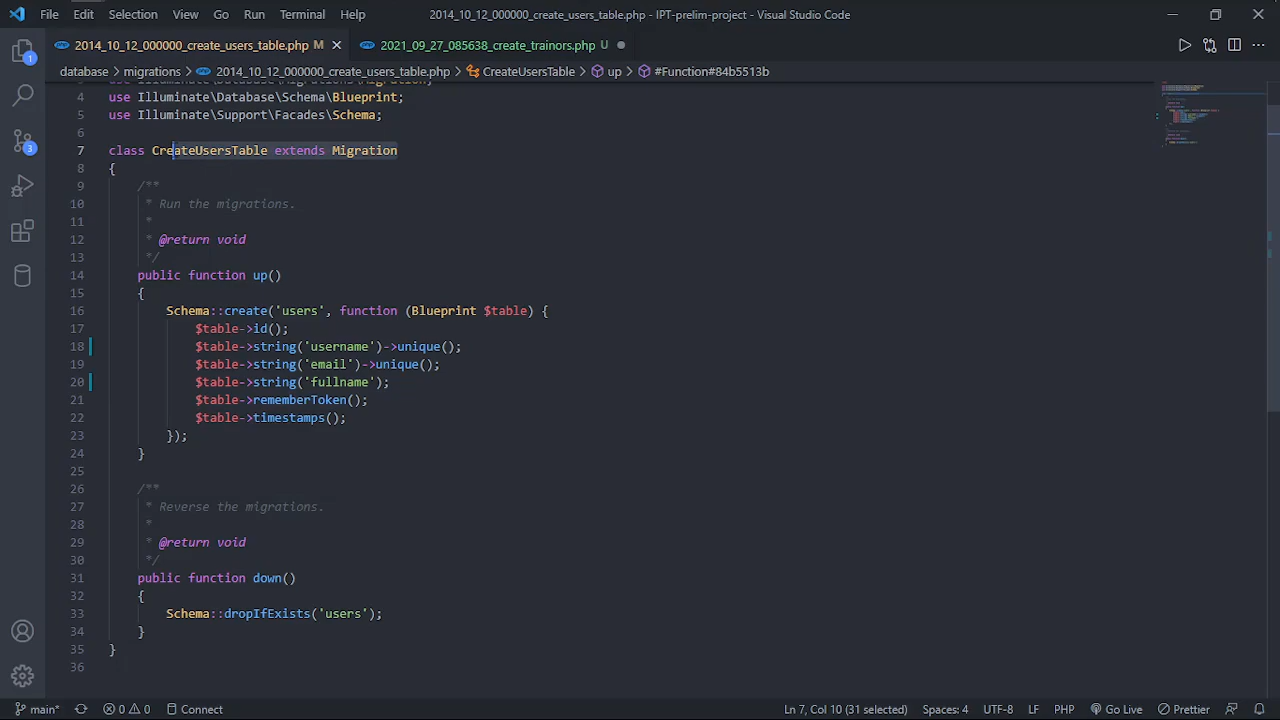 File Edit Selection View Go Run Terminal Help 2014_10_12_000000_create_users_table.php - IPT-prelim-project - Visual Studio Code
2014_10_12_000000_create_users_table.php M 2021_09_27_085638_create_trainors.php U
database > migrations > 2014_10_12_000000_create_users_table.php > CreateUsersTable > up > #Function#84b5513b
4 use Illuminate\Database\Schema\Blueprint;
5 use Illuminate\Support\Facades\Schema;
6
7 class CreateUsersTable extends Migration
8 {
9 /**
10 * Run the migrations.
11 *
12 * @return void
13 */
14 public function up()
15 {
16 Schema::create('users', function (Blueprint $table) {
17 $table->id();
18 $table->string('username')->unique();
19 $table->string('email')->unique();
20 $table->string('fullname');
21 $table->rememberToken();
22 $table->timestamps();
23 });
24 }
25
26 /**
27 * Reverse the migrations.
28 *
29 * @return void
30 */
31 public function down()
32 {
33 Schema::dropIfExists('users');
34 }
35 }
36
1
3
main* 0 0 Connect Ln 7, Col 10 (31 selected) Spaces: 4 UTF-8 LF PHP Go Live Prettier